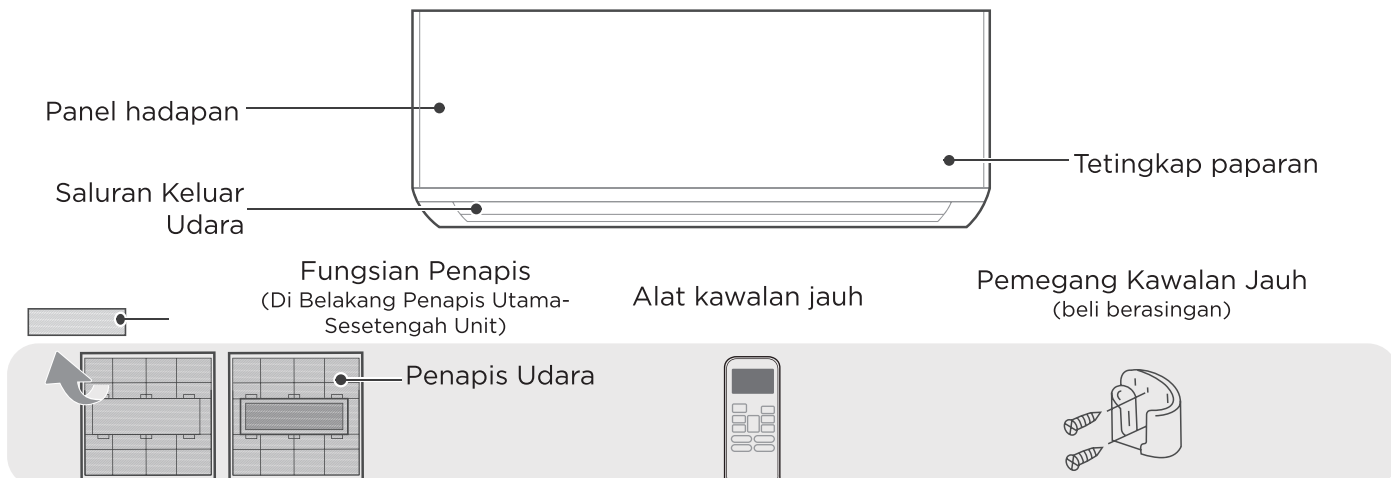 Panel hadapan
Tetingkap paparan
Saluran Keluar
Udara
Fungsian Penapis
(Di Belakang Penapis Utama-
Sesetengah Unit)
Alat kawalan jauh
Pemegang Kawalan Jauh
(beli berasingan)
Penapis Udara